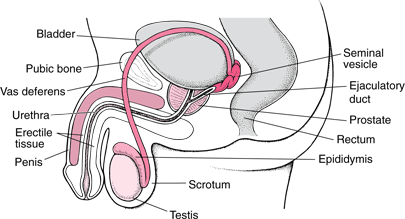 Bladder
Pubic bone
Vas deferens
Urethra
Erectile
tissue
Penis
Seminal
vesicle
Ejaculatory
duct
Prostate
Rectum
Epididymis
Scrotum
Testis